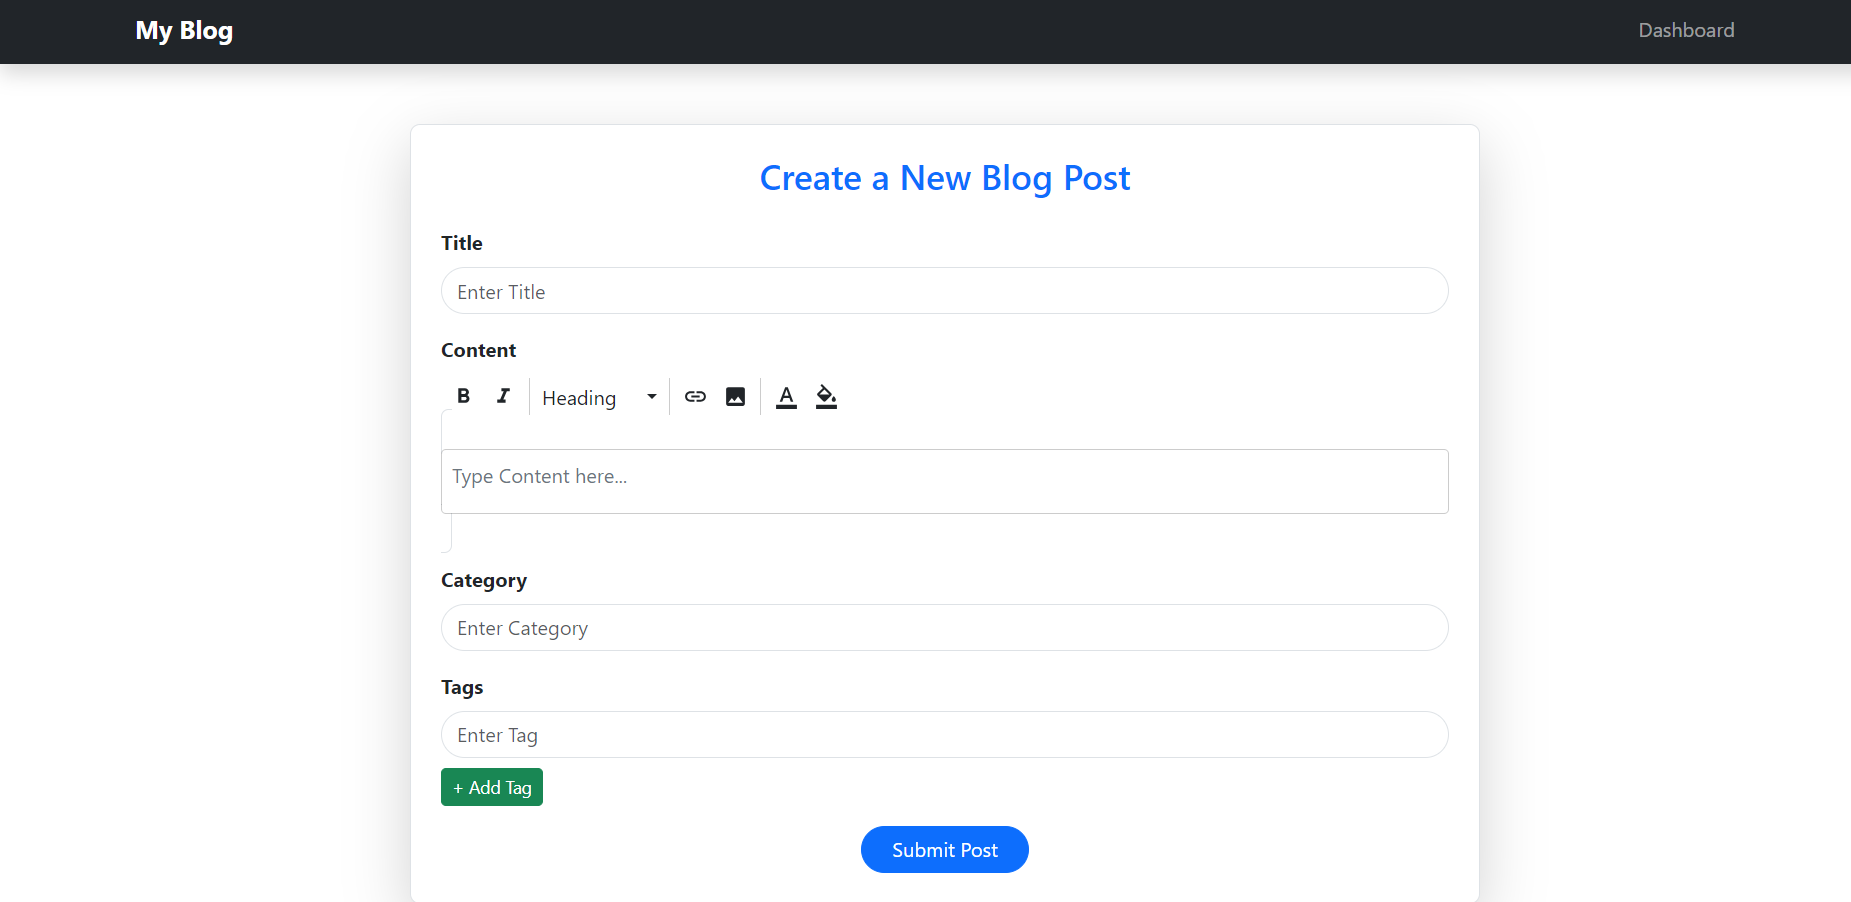 My Blog
Dashboard
Create a New Blog Post
Title
Enter Title
Content
B I Heading A
Type Content here...
Category
Enter Category
Tags
Enter Tag
+ Add Tag
Submit Post